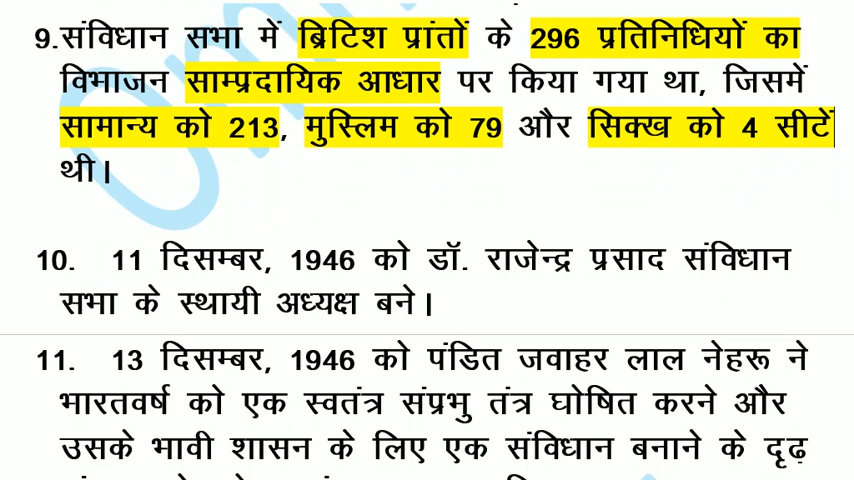 9.संविधान सभा में ब्रिटिश प्रांतों के 296 प्रतिनिधियों का
विभाजन साम्प्रदायिक आधार पर किया गया था, जिसमें
सामान्य को 213, मुस्लिम को 79 और सिक्ख को 4 सीटें
थी।
10. 11 दिसम्बर, 1946 को डॉ. राजेन्द्र प्रसाद संविधान
सभा के स्थायी अध्यक्ष बने।
11. 13 दिसम्बर, 1946 को पंडित जवाहर लाल नेहरू ने
भारतवर्ष को एक स्वतंत्र संप्रभु तंत्र घोषित करने और
उसके भावी शासन के लिए एक संविधान बनाने के दृढ़